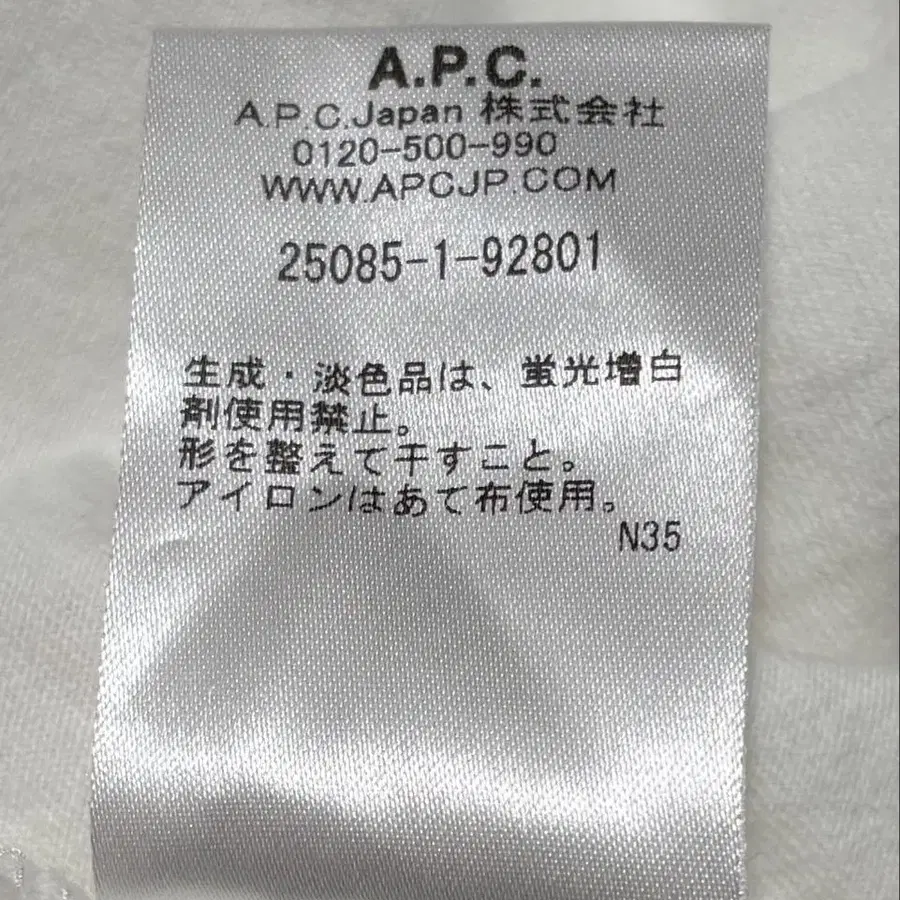 A.P.C.
A.P.C.Japan 株式会社
0120-500-990
WWW.APCJP.COM
25085-1-92801
生成・淡色品は、蛍光増白
剤使用禁止。
形を整えて干すこと。
アイロンはあて布使用。
N35